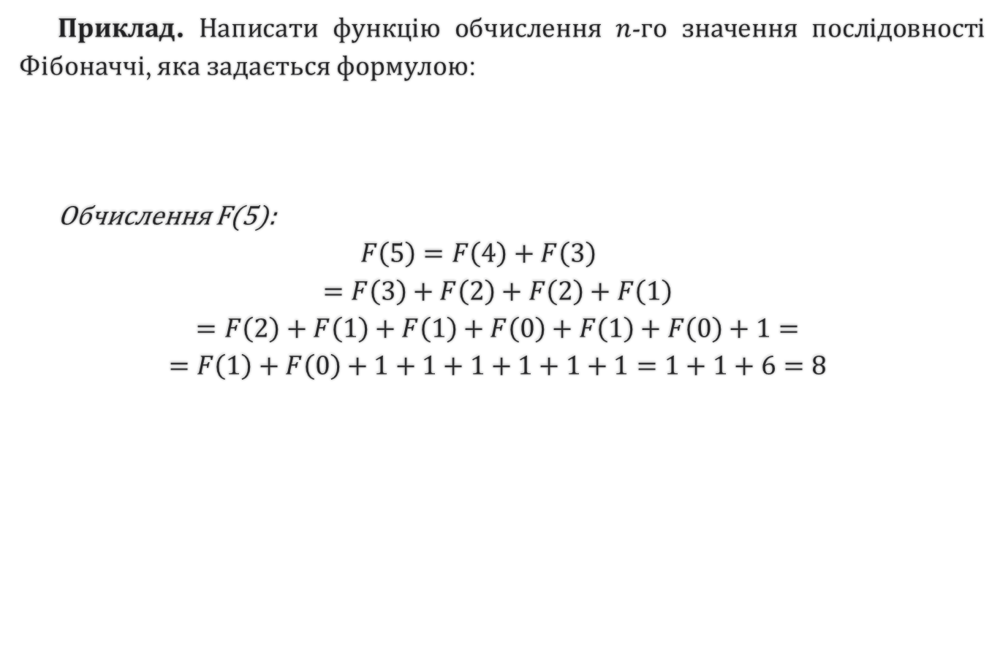 Приклад. Написати функцію обчислення n-го значення послідовності
Фібоначчі, яка задається формулою:
Обчислення F(5):
F(5) = F(4) + F(3)
= F(3) + F(2) + F(2) + F(1)
= F(2) + F(1) + F(1) + F(0) + F(1) + F(0) + 1 =
= F(1) + F(0) + 1 + 1 + 1 + 1 + 1 + 1 = 1 + 1 + 6 = 8